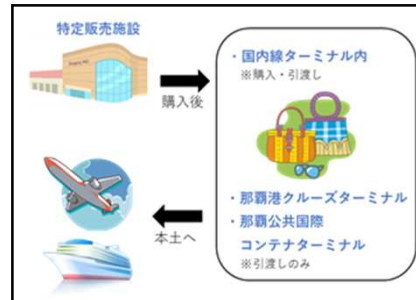 特定販売施設
購入後
・国内線ターミナル内
※購入・引渡し
・那覇港クルーズターミナル
・那覇公共国際
コンテナターミナル
※引渡しのみ
本土へ